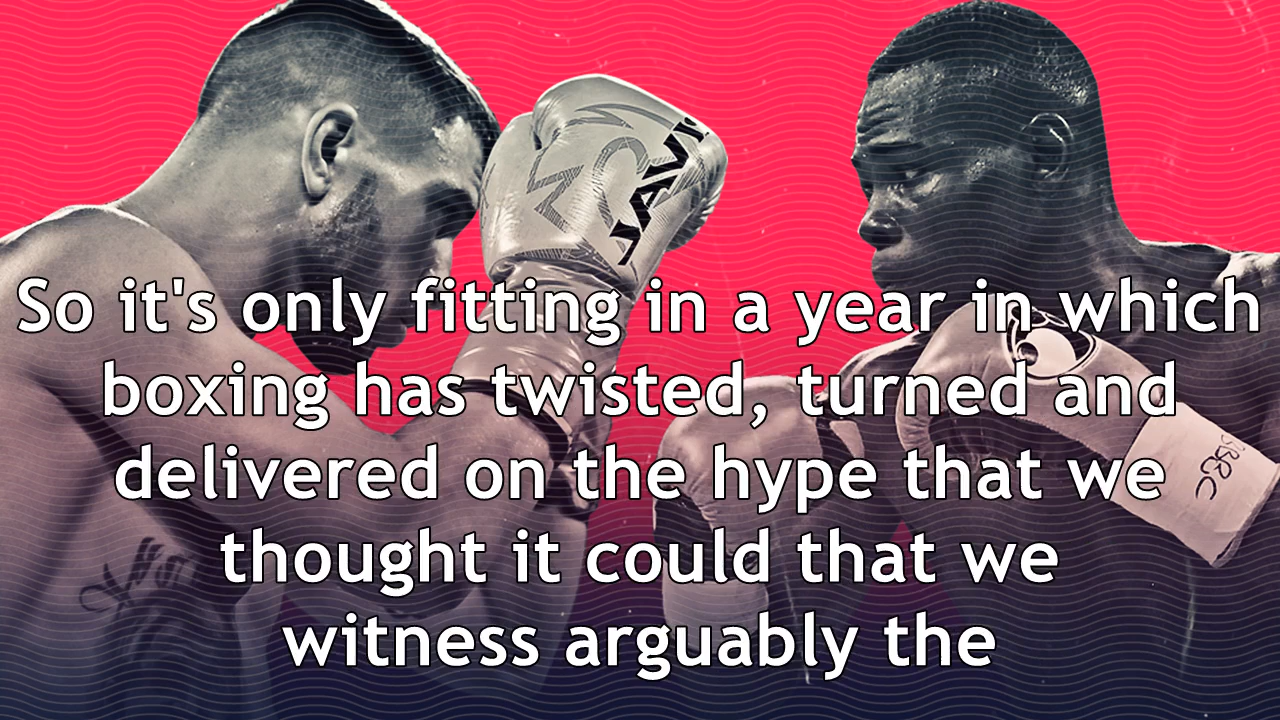 So it's only fitting in a year in which
boxing has twisted, turned and
delivered on the hype that we
thought it could that we
witness arguably the